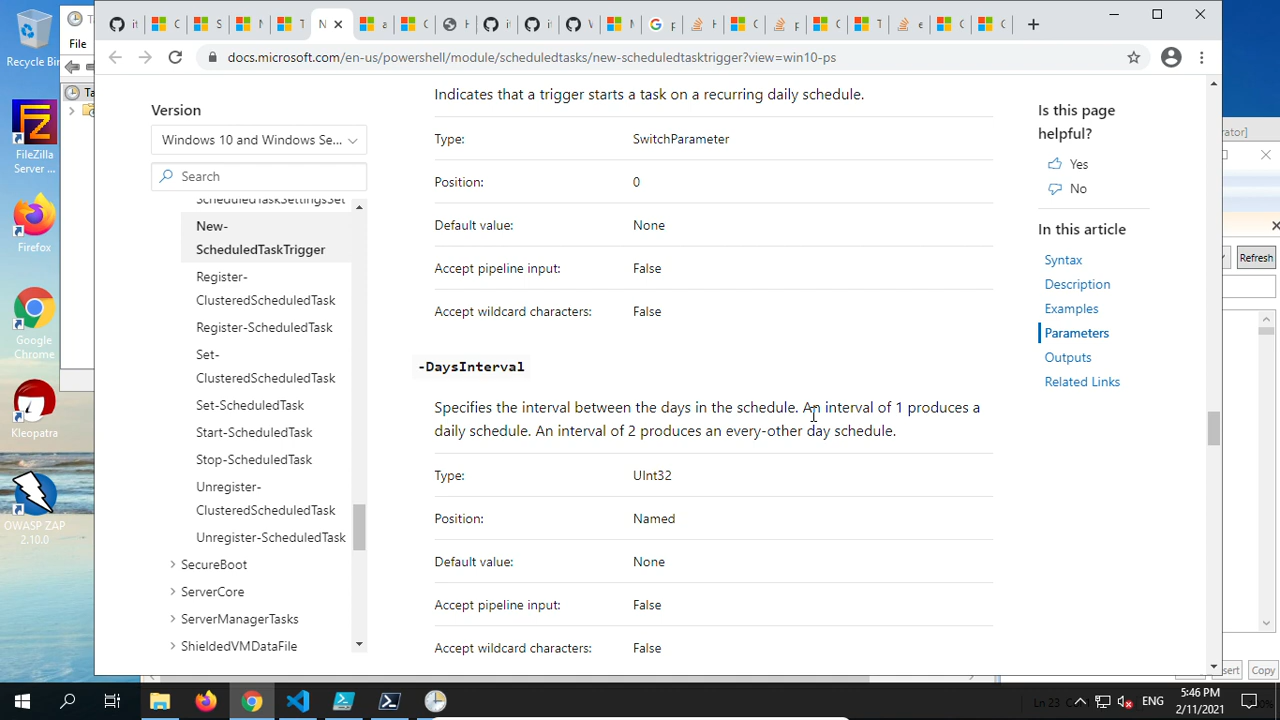 Recycle Bin
FileZilla
Server ...
Firefox
Google
Chrome
Kleopatra
OWASP ZAP
2.10.0
File
docs.microsoft.com/en-us/powershell/module/scheduledtasks/new-scheduledtasktrigger?view=win10-ps
Version
Windows 10 and Windows Se...
Search
ScheduledTaskSettingsSet
New-
ScheduledTaskTrigger
Register-
ClusteredScheduledTask
Register-ScheduledTask
Set-
ClusteredScheduledTask
Set-ScheduledTask
Start-ScheduledTask
Stop-ScheduledTask
Unregister-
ClusteredScheduledTask
Unregister-ScheduledTask
SecureBoot
ServerCore
ServerManagerTasks
ShieldedVMDataFile
Indicates that a trigger starts a task on a recurring daily schedule.
Type: SwitchParameter
Position: 0
Default value: None
Accept pipeline input: False
Accept wildcard characters: False
-DaysInterval
Specifies the interval between the days in the schedule. An interval of 1 produces a
daily schedule. An interval of 2 produces an every-other day schedule.
Type: UInt32
Position: Named
Default value: None
Accept pipeline input: False
Accept wildcard characters: False
Is this page
helpful?
Yes
No
In this article
Syntax
Description
Examples
Parameters
Outputs
Related Links
Refresh
Copy
ENG
5:46 PM
2/11/2021